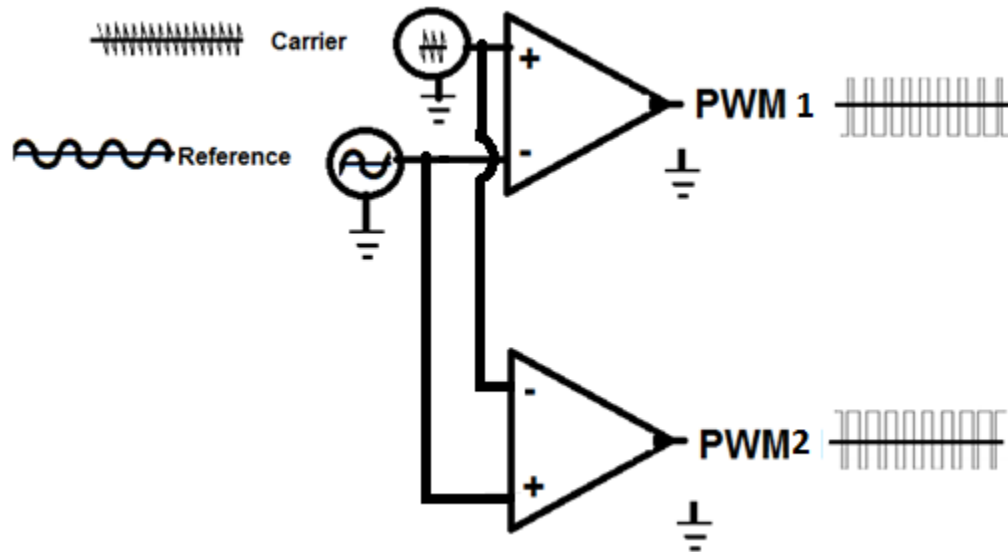 Carrier
+
PWM 1
Reference
-
-
PWM2
+